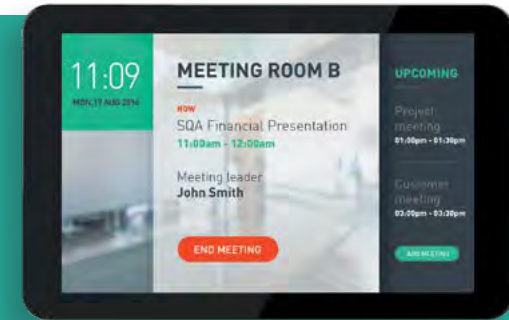 11:09
MON,17 AUG 2016
MEETING ROOM B
NOW
SQA Financial Presentation
11:00am - 12:00am
Meeting leader
John Smith
END MEETING
UPCOMING
Project
meeting
01:00pm - 01:30pm
Customer
meeting
03:00pm - 03:30pm
ADD MEETING